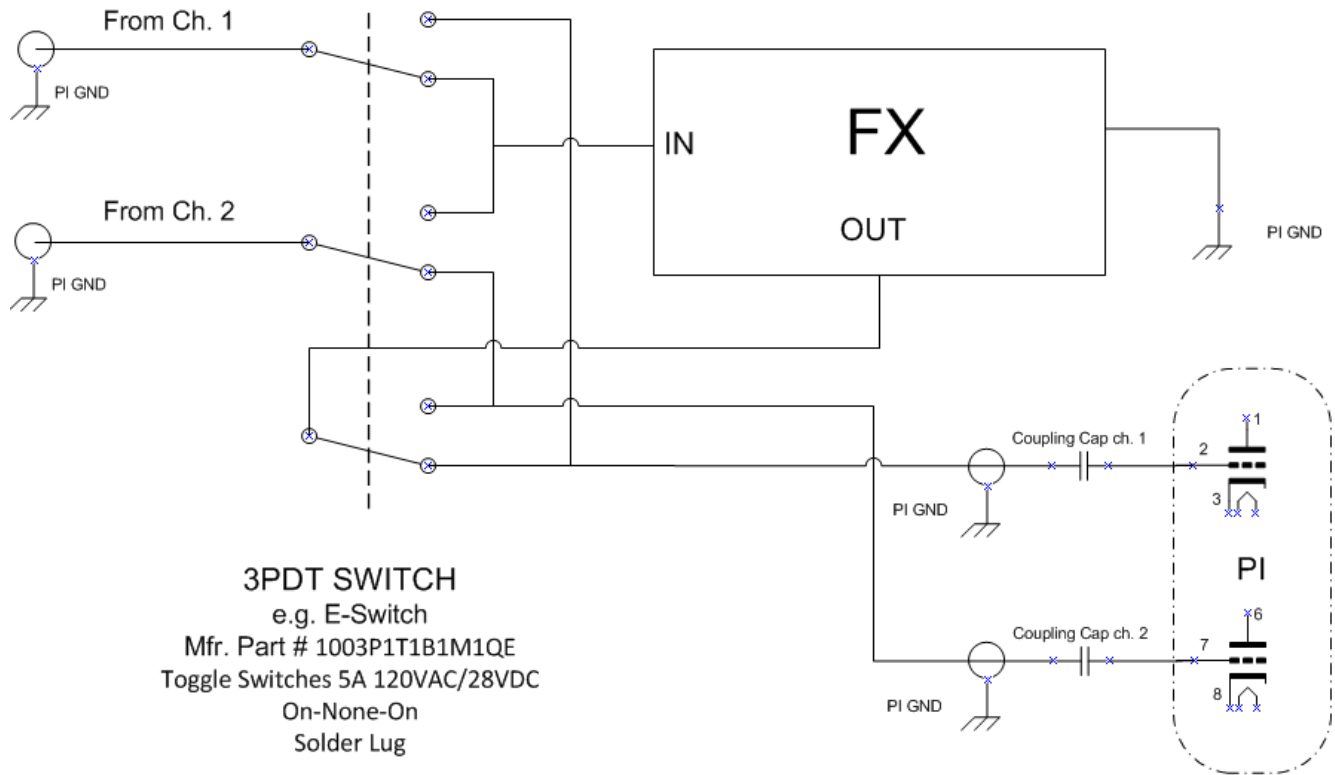 From Ch. 1
PI GND
IN
FX
OUT
PI GND
From Ch. 2
PI GND
Coupling Cap ch. 1
PI GND
1
2
3
PI
Coupling Cap ch. 2
PI GND
6
7
8
3PDT SWITCH
e.g. E-Switch
Mfr. Part # 1003P1T1B1M1QE
Toggle Switches 5A 120VAC/28VDC
On-None-On
Solder Lug